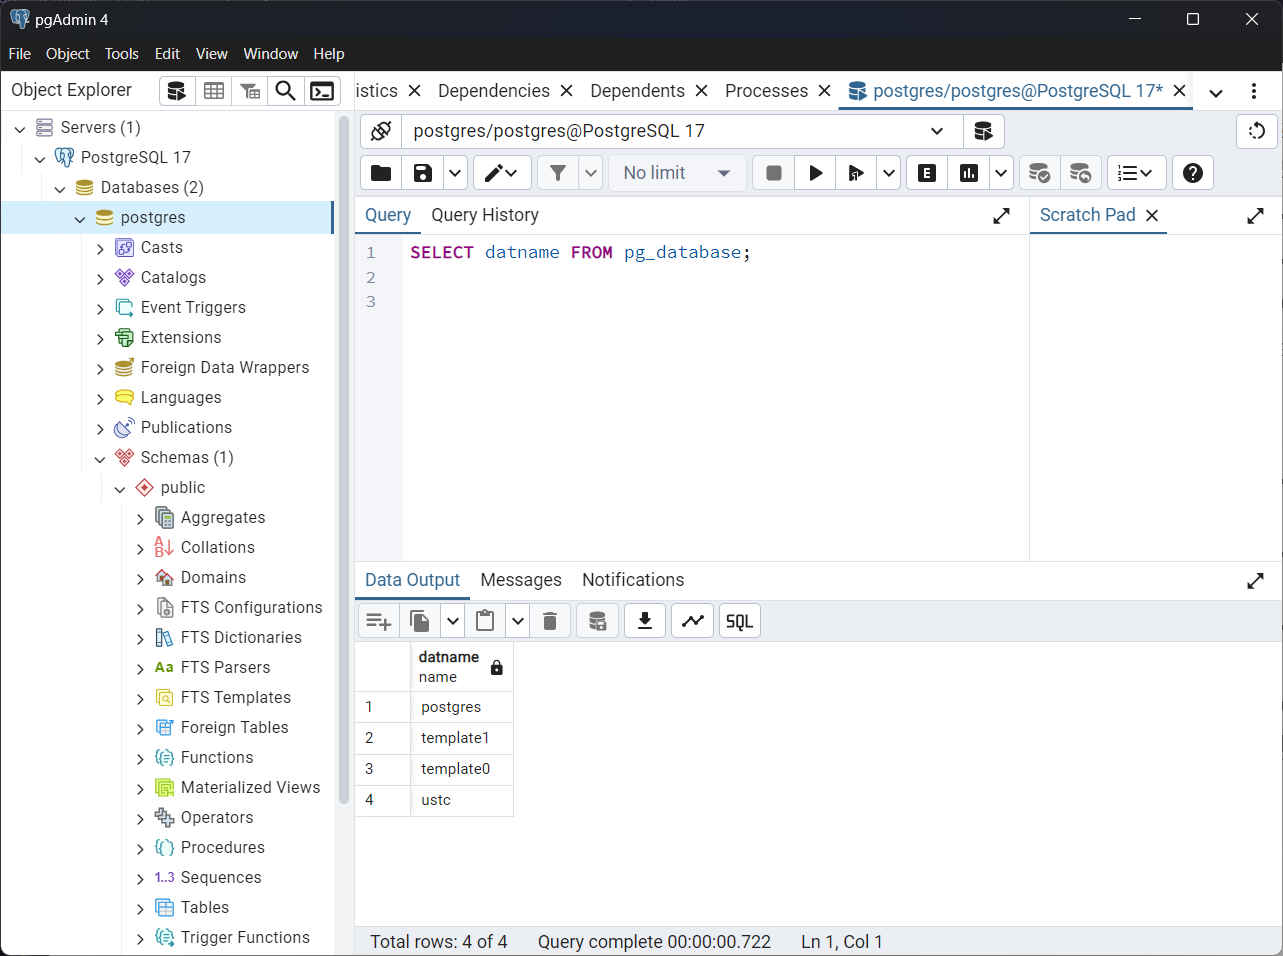 pgAdmin 4
File Object Tools Edit View Window Help
Object Explorer
istics Dependencies Dependents Processes postgres/postgres@PostgreSQL 17*
Servers (1)
PostgreSQL 17
Databases (2)
postgres
Casts
Catalogs
Event Triggers
Extensions
Foreign Data Wrappers
Languages
Publications
Schemas (1)
public
Aggregates
Collations
Domains
FTS Configurations
FTS Dictionaries
Aa FTS Parsers
FTS Templates
Foreign Tables
Functions
Materialized Views
Operators
Procedures
1..3 Sequences
Tables
Trigger Functions
postgres/postgres@PostgreSQL 17
No limit E
Query Query History
Scratch Pad
1 SELECT datname FROM pg_database;
2
3
Data Output Messages Notifications
SQL
datname
name
1 postgres
2 template1
3 template0
4 ustc
Total rows: 4 of 4 Query complete 00:00:00.722 Ln 1, Col 1